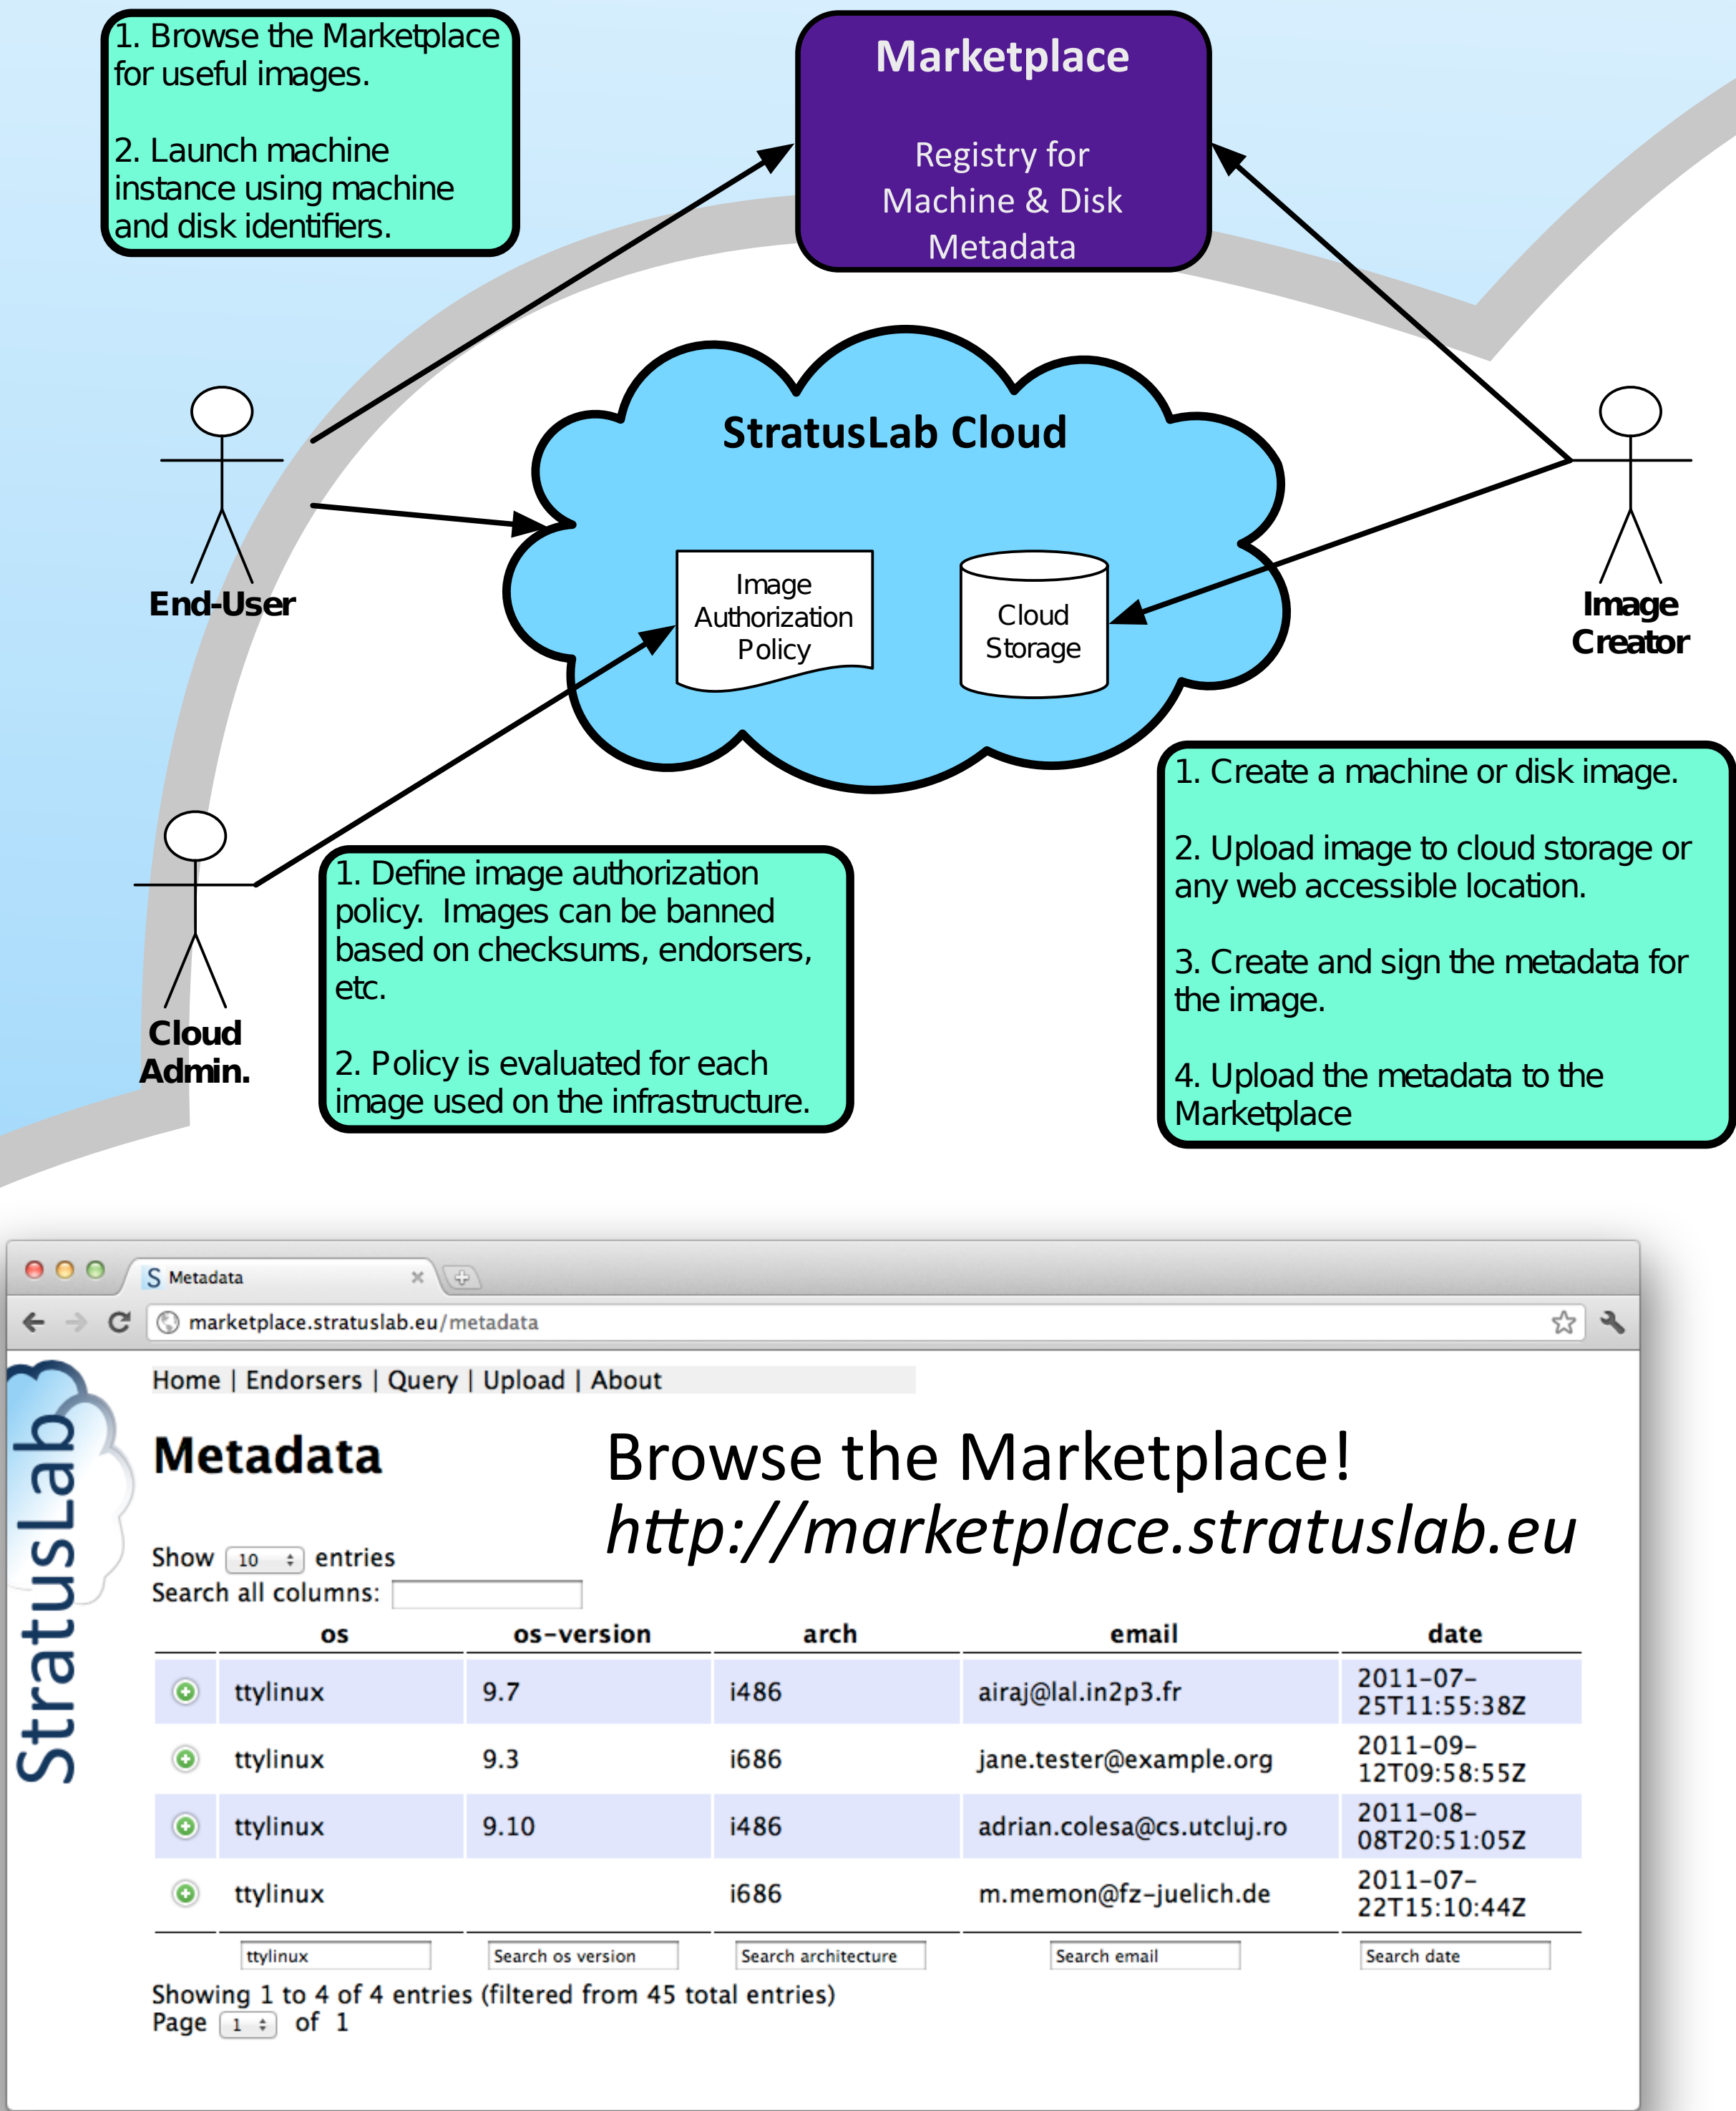 1. Browse the Marketplace
for useful images.
2. Launch machine
instance using machine
and disk identifiers.
Marketplace
Registry for
Machine & Disk
Metadata
StratusLab Cloud
Image
Authorization
Policy
Cloud
Storage
End-User
Image
Creator
Cloud
Admin.
1. Define image authorization
policy.  Images can be banned
based on checksums, endorsers,
etc.
2. Policy is evaluated for each
image used on the infrastructure.
1. Create a machine or disk image.
2. Upload image to cloud storage or
any web accessible location.
3. Create and sign the metadata for
the image.
4. Upload the metadata to the
Marketplace
S Metadata
marketplace.stratuslab.eu/metadata
StratusLab
Home | Endorsers | Query | Upload | About
Metadata
Browse the Marketplace!
http://marketplace.stratuslab.eu
Show 10 entries
Search all columns:
os os-version arch email date
ttylinux 9.7 i486 airaj@lal.in2p3.fr 2011-07-
25T11:55:38Z
ttylinux 9.3 i686 jane.tester@example.org 2011-09-
12T09:58:55Z
ttylinux 9.10 i486 adrian.colesa@cs.utcluj.ro 2011-08-
08T20:51:05Z
ttylinux i686 m.memon@fz-juelich.de 2011-07-
22T15:10:44Z
ttylinux Search os version Search architecture Search email Search date
Showing 1 to 4 of 4 entries (filtered from 45 total entries)
Page 1 of 1